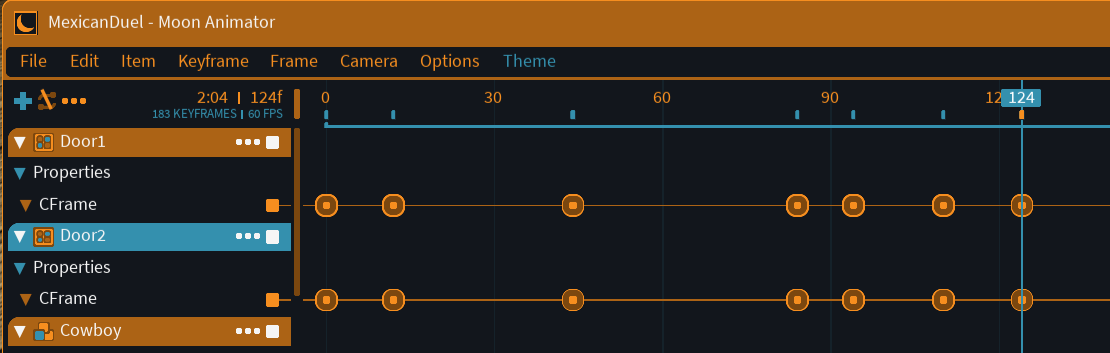 MexicanDuel - Moon Animator
File Edit Item Keyframe Frame Camera Options Theme
2:04 | 124f 0 30 60 90 12 124
183 KEYFRAMES | 60 FPS
Door1
Properties
CFrame
Door2
Properties
CFrame
Cowboy